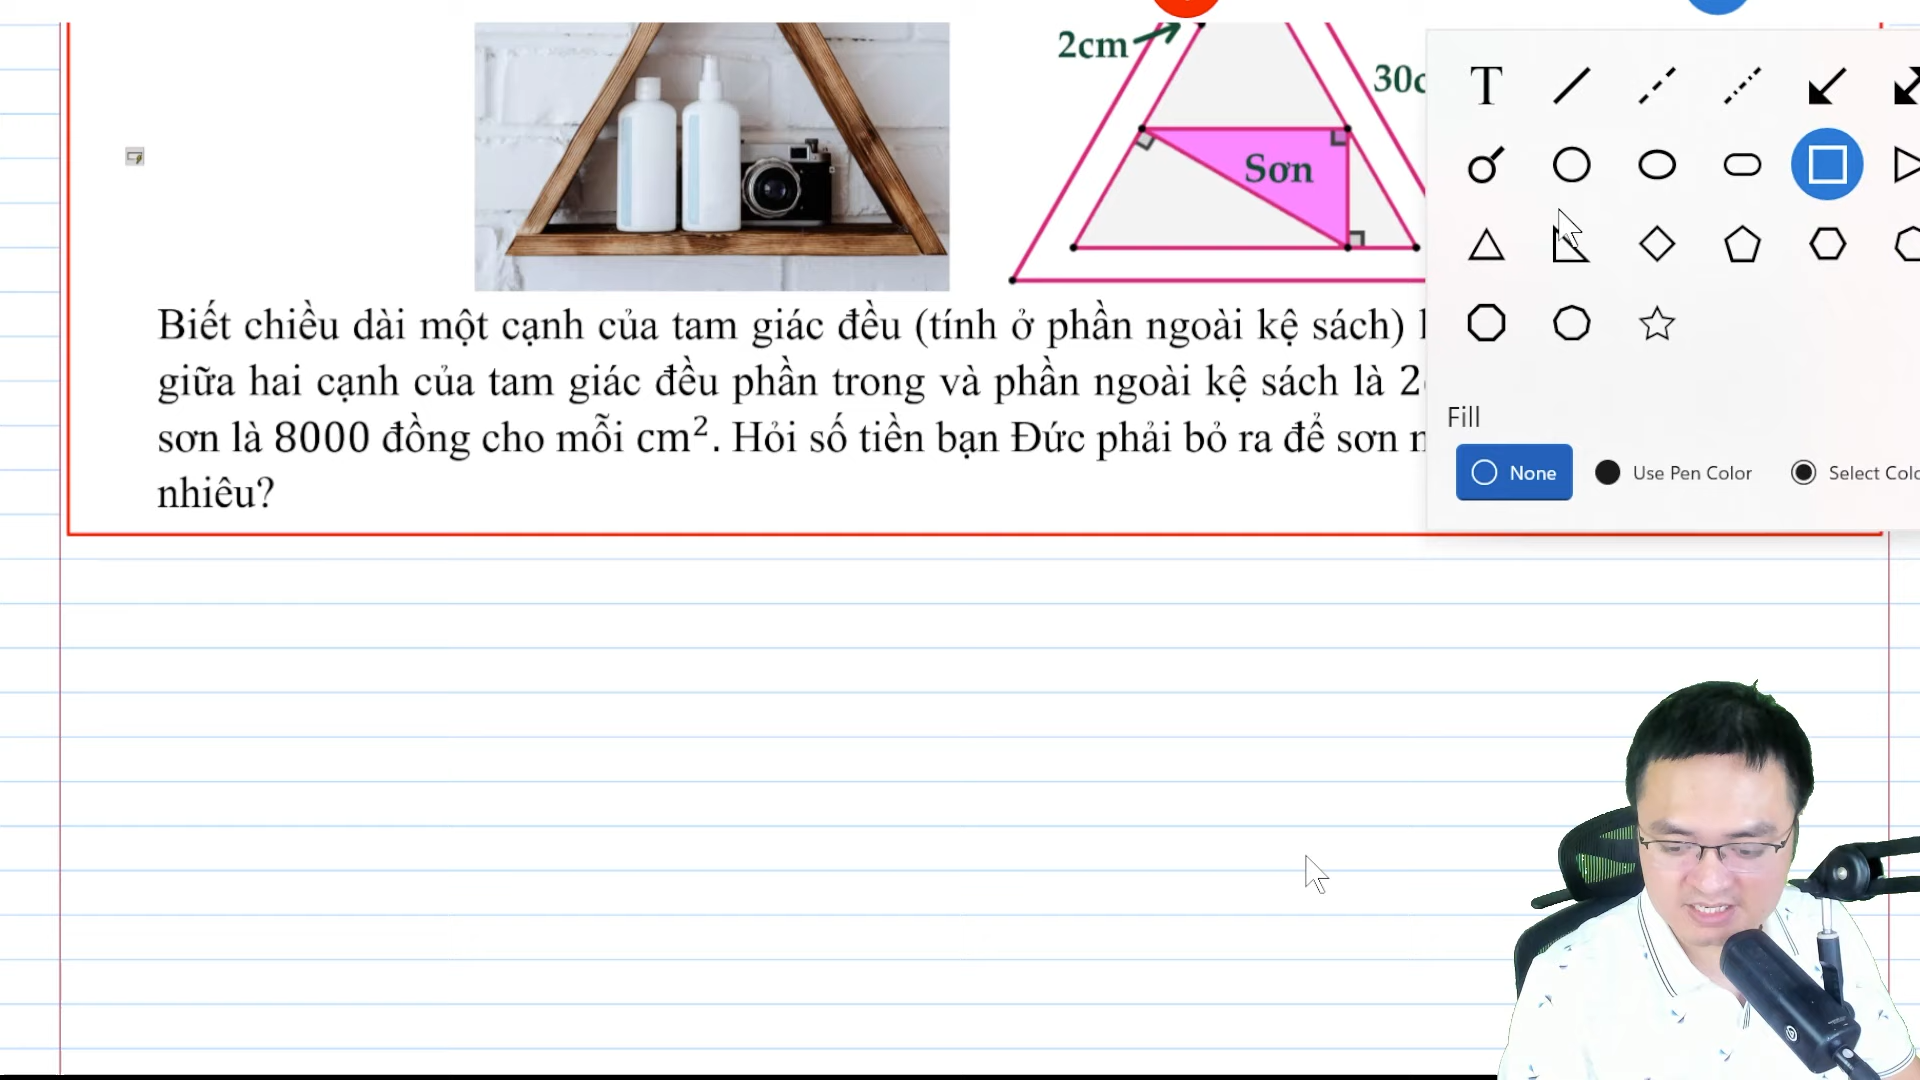 2cm
30c
Sơn
Biết chiều dài một cạnh của tam giác đều (tính ở phần ngoài kệ sách)
giữa hai cạnh của tam giác đều phần trong và phần ngoài kệ sách là 2
sơn là 8000 đồng cho mỗi cm². Hỏi số tiền bạn Đức phải bỏ ra để sơn
nhiêu?
T
Fill
None
Use Pen Color
Select Colo